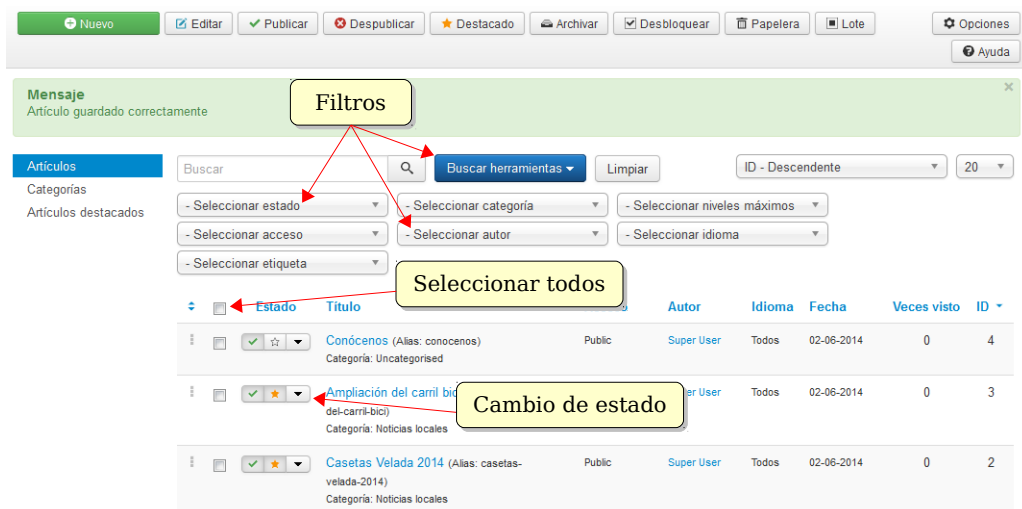 Nuevo Editar Publicar Despublicar Destacado Archivar Desbloquear Papelera Lote Opciones
Ayuda
Mensaje
Artículo guardado correctamente
×
Filtros
Artículos
Categorías
Artículos destacados
Buscar Buscar herramientas Limpiar ID - Descendente 20
- Seleccionar estado - Seleccionar categoría - Seleccionar niveles máximos
- Seleccionar acceso - Seleccionar autor - Seleccionar idioma
- Seleccionar etiqueta
Seleccionar todos
Estado Título Autor Idioma Fecha Veces visto ID
Conócenos (Alias: conocenos) Public Super User Todos 02-06-2014 0 4
Categoría: Uncategorised
Ampliación del carril User Todos 02-06-2014 0 3
del-carril-bici)
Categoría: Noticias locales
Cambio de estado
Casetas Velada 2014 (Alias: casetas- Public Super User Todos 02-06-2014 0 2
velada-2014)
Categoría: Noticias locales